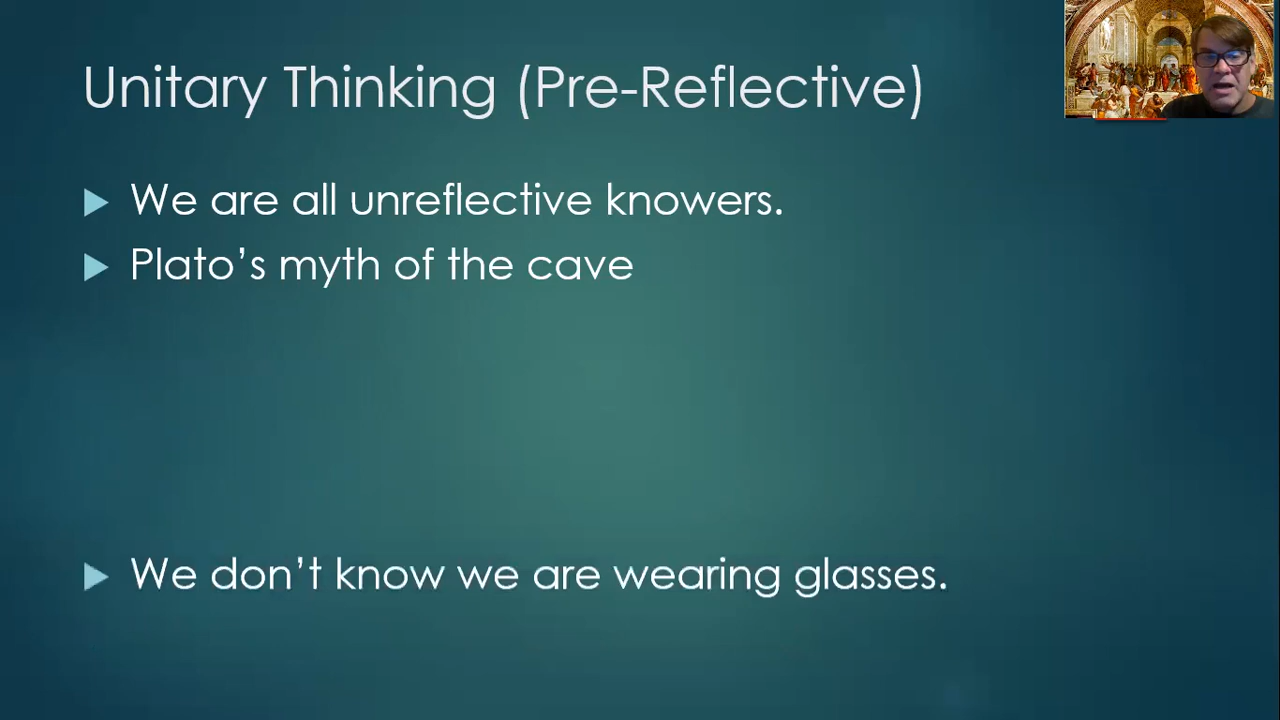 Unitary Thinking (Pre-Reflective)
We are all unreflective knowers.
Plato’s myth of the cave
We don’t know we are wearing glasses.